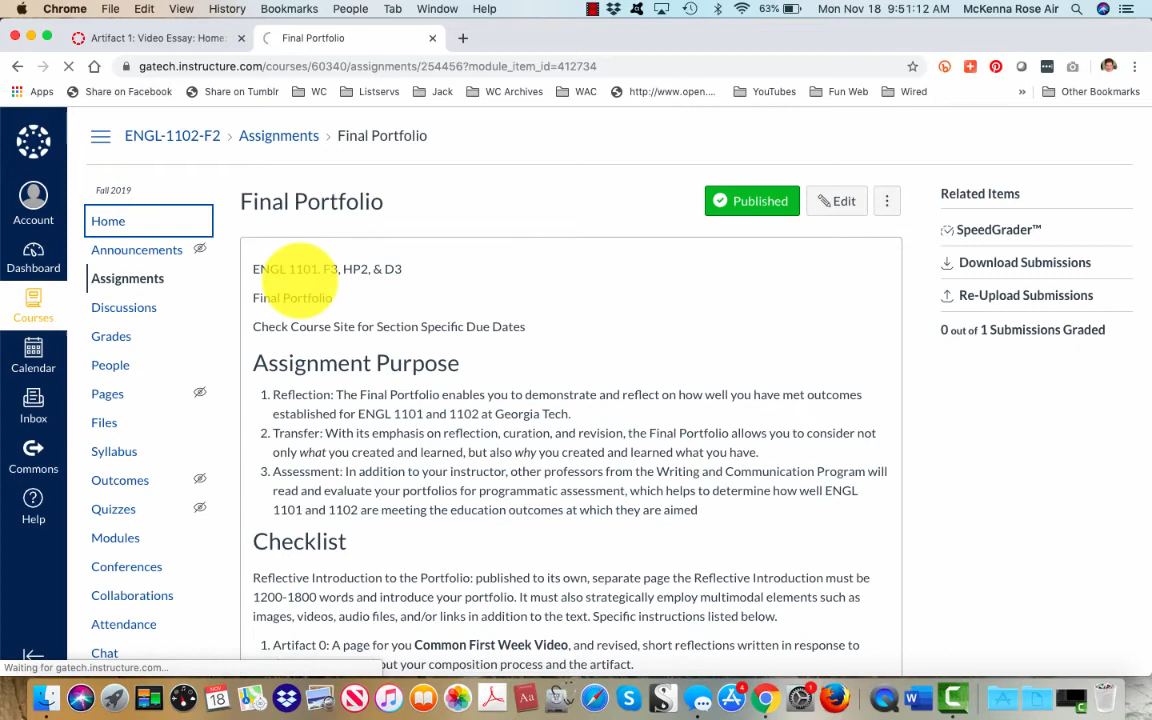 Chrome File Edit View History Bookmarks People Tab Window Help 63% Mon Nov 18 9:51:12 AM McKenna Rose Air
Artifact 1: Video Essay: Home: Final Portfolio
gatech.instructure.com/courses/60340/assignments/254456?module_item_id=412734
Apps Share on Facebook Share on Tumblr WC Listservs Jack WC Archives WAC http://www.open.... YouTubes Fun Web Wired » Other Bookmarks
ENGL-1102-F2 › Assignments › Final Portfolio
Account
Dashboard
Courses
Calendar
Inbox
Commons
Help
Fall 2019
Home
Announcements
Assignments
Discussions
Grades
People
Pages
Files
Syllabus
Outcomes
Quizzes
Modules
Conferences
Collaborations
Attendance
Chat
Final Portfolio
Published Edit
ENGL 1101. F3, HP2, & D3
Final Portfolio
Check Course Site for Section Specific Due Dates
Assignment Purpose
1. Reflection: The Final Portfolio enables you to demonstrate and reflect on how well you have met outcomes
established for ENGL 1101 and 1102 at Georgia Tech.
2. Transfer: With its emphasis on reflection, curation, and revision, the Final Portfolio allows you to consider not
only what you created and learned, but also why you created and learned what you have.
3. Assessment: In addition to your instructor, other professors from the Writing and Communication Program will
read and evaluate your portfolios for programmatic assessment, which helps to determine how well ENGL
1101 and 1102 are meeting the education outcomes at which they are aimed
Checklist
Reflective Introduction to the Portfolio: published to its own, separate page the Reflective Introduction must be
1200-1800 words and introduce your portfolio. It must also strategically employ multimodal elements such as
images, videos, audio files, and/or links in addition to the text. Specific instructions listed below.
1. Artifact 0: A page for you Common First Week Video, and revised, short reflections written in response to
out your composition process and the artifact.
Related Items
SpeedGrader™
Download Submissions
Re-Upload Submissions
0 out of 1 Submissions Graded
Waiting for gatech.instructure.com...